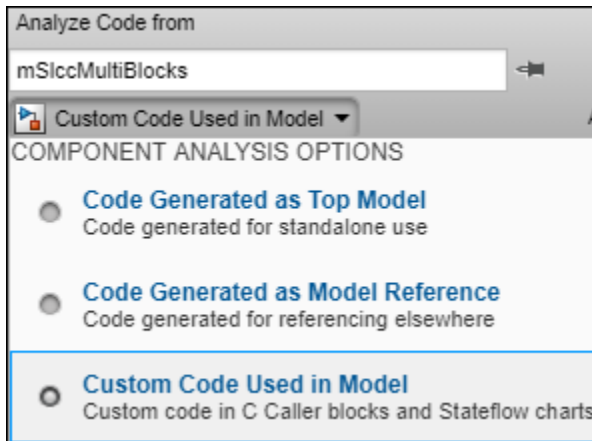 Analyze Code from
mSlccMultiBlocks
Custom Code Used in Model
COMPONENT ANALYSIS OPTIONS
Code Generated as Top Model
Code generated for standalone use
Code Generated as Model Reference
Code generated for referencing elsewhere
Custom Code Used in Model
Custom code in C Caller blocks and Stateflow charts